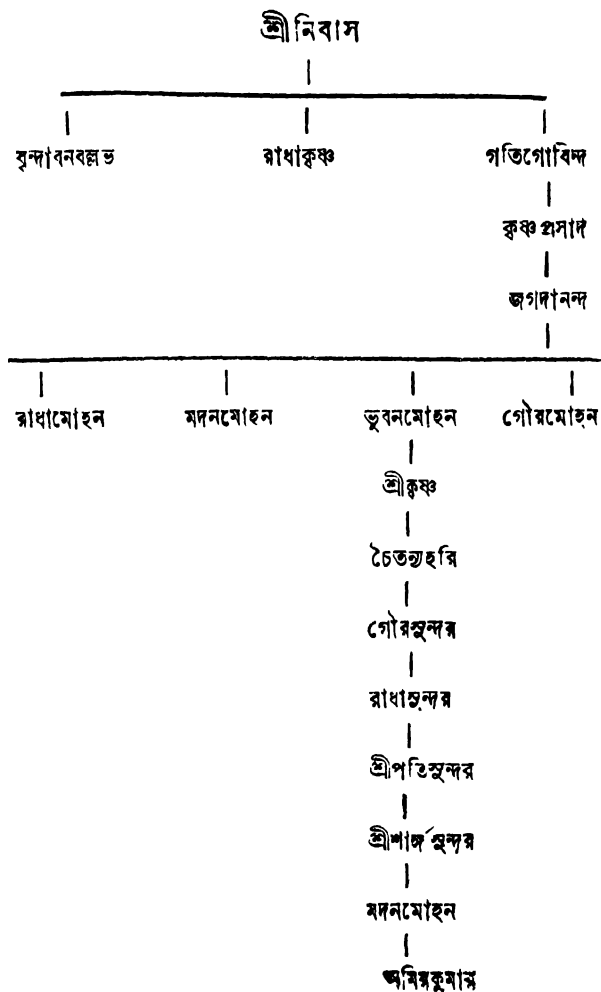 শ্রীনিবাস
বৃন্দাবনবল্লভ রাধাকৃষ্ণ গতিগোবিন্দ
কৃষ্ণপ্রসাদ
জগদানন্দ
রাধামোহন মদনমোহন ভুবনমোহন গৌরমোহন
শ্রীকৃষ্ণ
চৈতন্যহরি
গৌরসুন্দর
রাধাসুন্দর
শ্রীপতিসুন্দর
শ্রীশার্ঙ্গসুন্দর
মদনমোহন
অমিয়কুমার